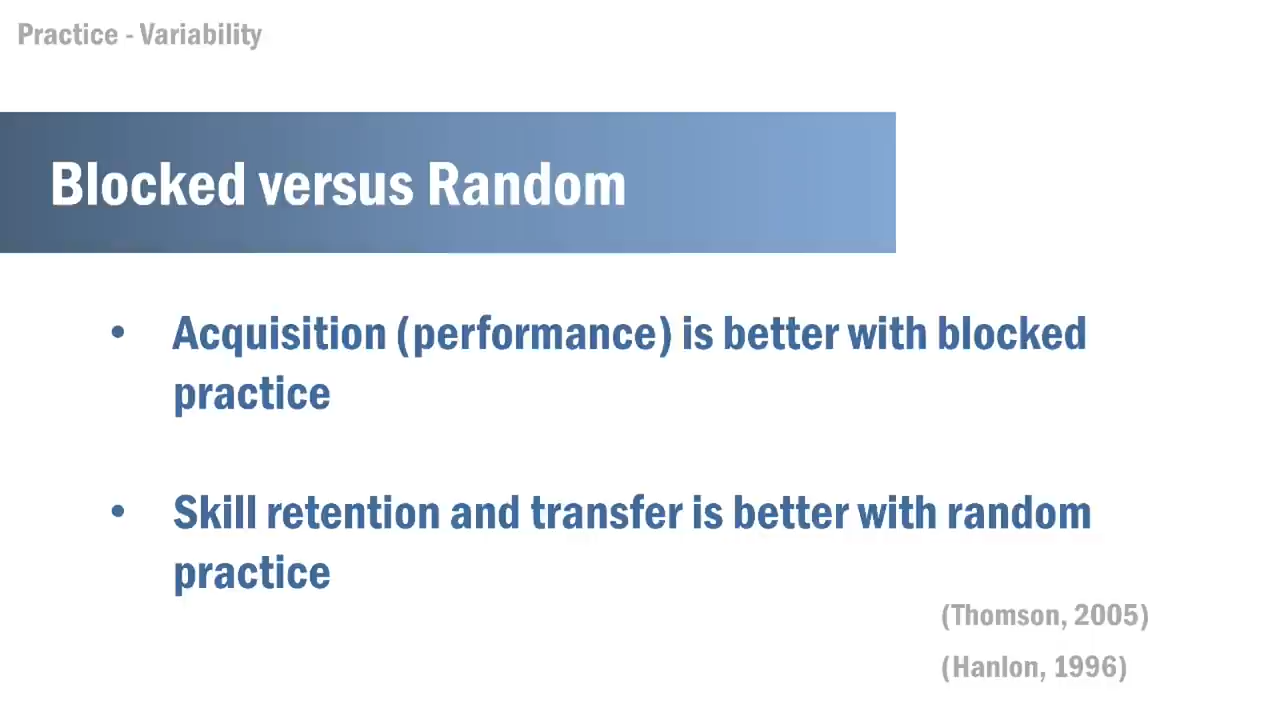 Practice - Variability
Blocked versus Random
• Acquisition (performance) is better with blocked
practice
• Skill retention and transfer is better with random
practice
(Thomson, 2005)
(Hanlon, 1996)